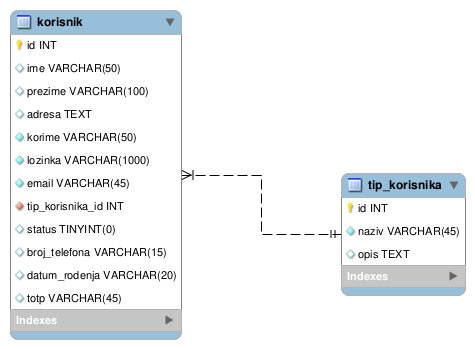 korisnik
id INT
ime VARCHAR(50)
prezime VARCHAR(100)
adresa TEXT
korime VARCHAR(50)
lozinka VARCHAR(1000)
email VARCHAR(45)
tip_korisnika_id INT
status TINYINT(0)
broj_telefona VARCHAR(15)
datum_rodenja VARCHAR(20)
totp VARCHAR(45)
Indexes
tip_korisnika
id INT
naziv VARCHAR(45)
opis TEXT
Indexes